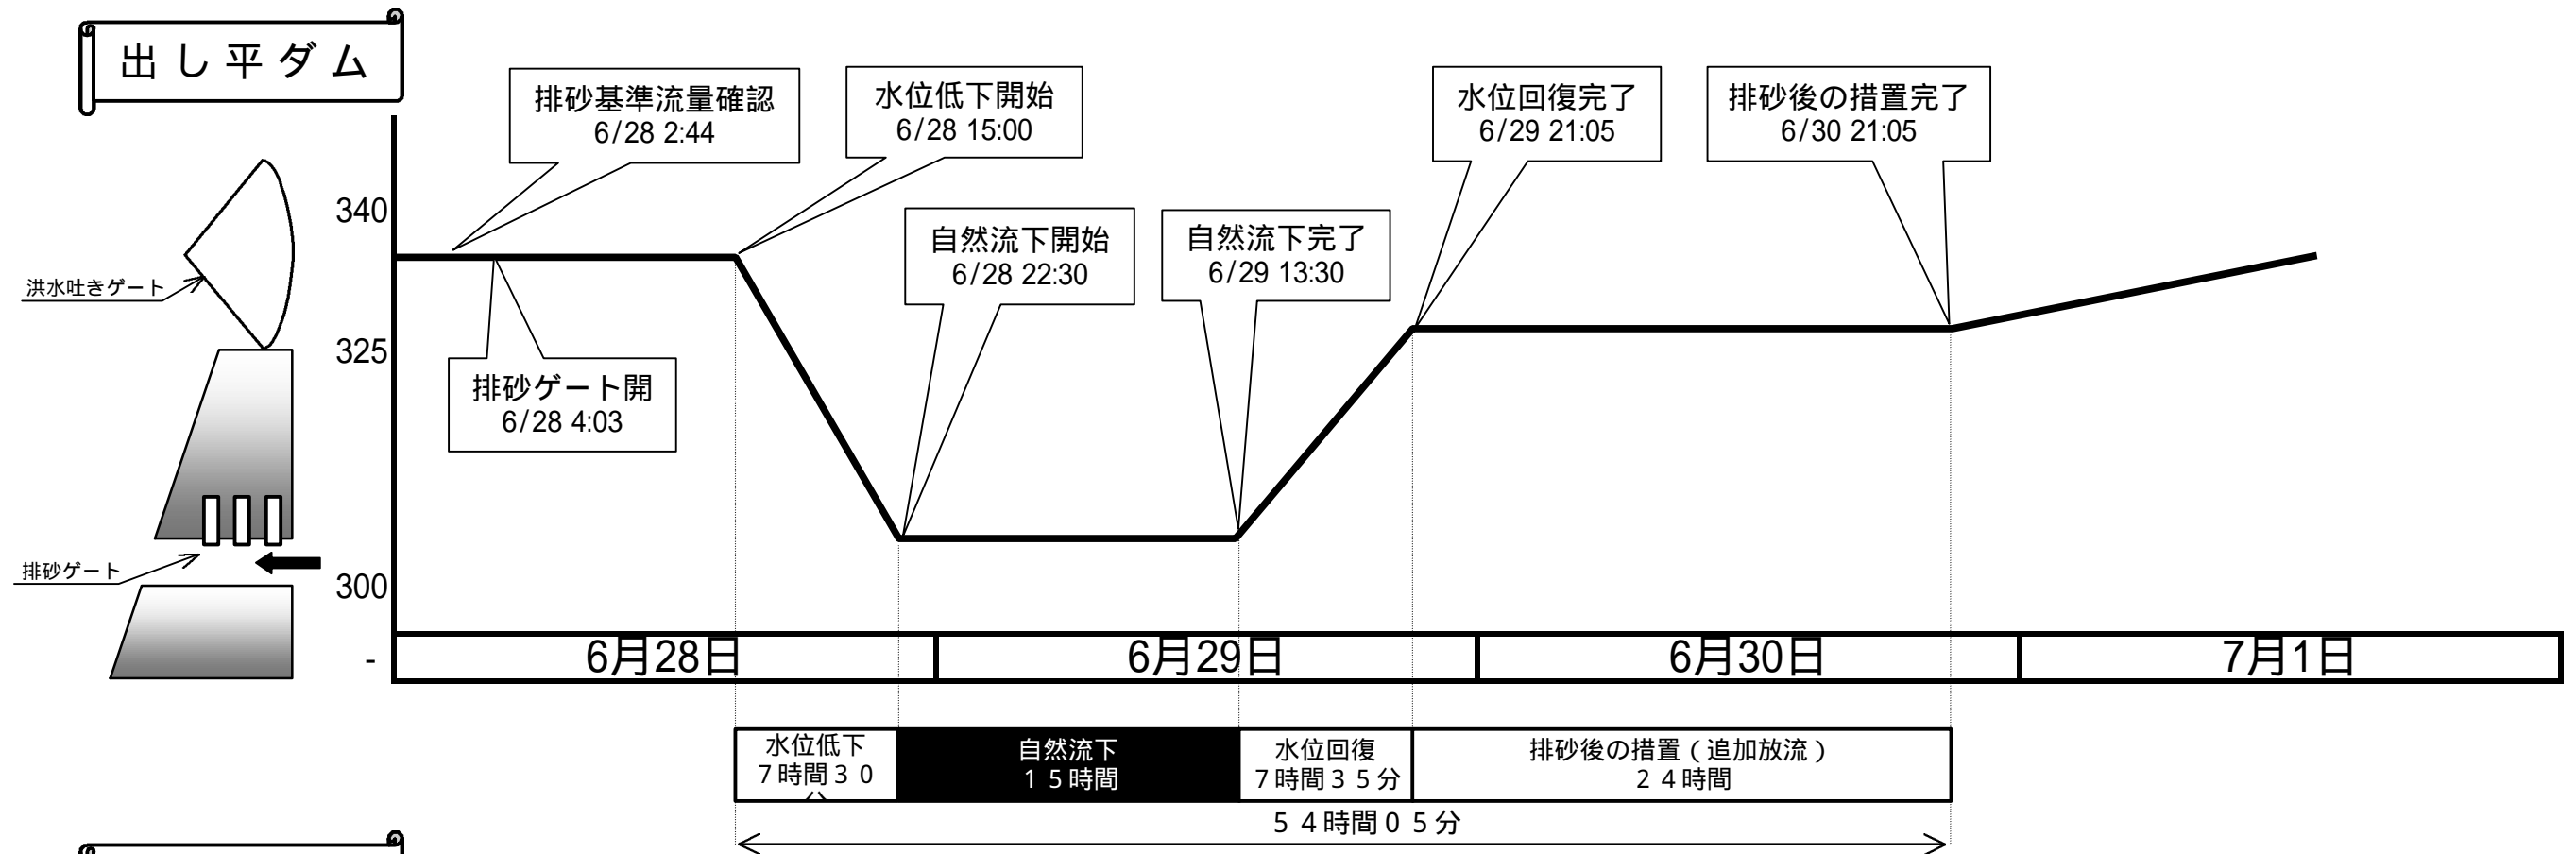 出し平ダム
排砂基準流量確認
6/28 2:44
水位低下開始
6/28 15:00
水位回復完了
6/29 21:05
排砂後の措置完了
6/30 21:05
340
自然流下開始
6/28 22:30
自然流下完了
6/29 13:30
洪水吐きゲート
325
排砂ゲート開
6/28 4:03
排砂ゲート
300
-
6月28日
6月29日
6月30日
7月1日
水位低下
７時間３０
分
自然流下
１５時間
水位回復
７時間３５分
排砂後の措置（追加放流）
２４時間
５４時間０５分